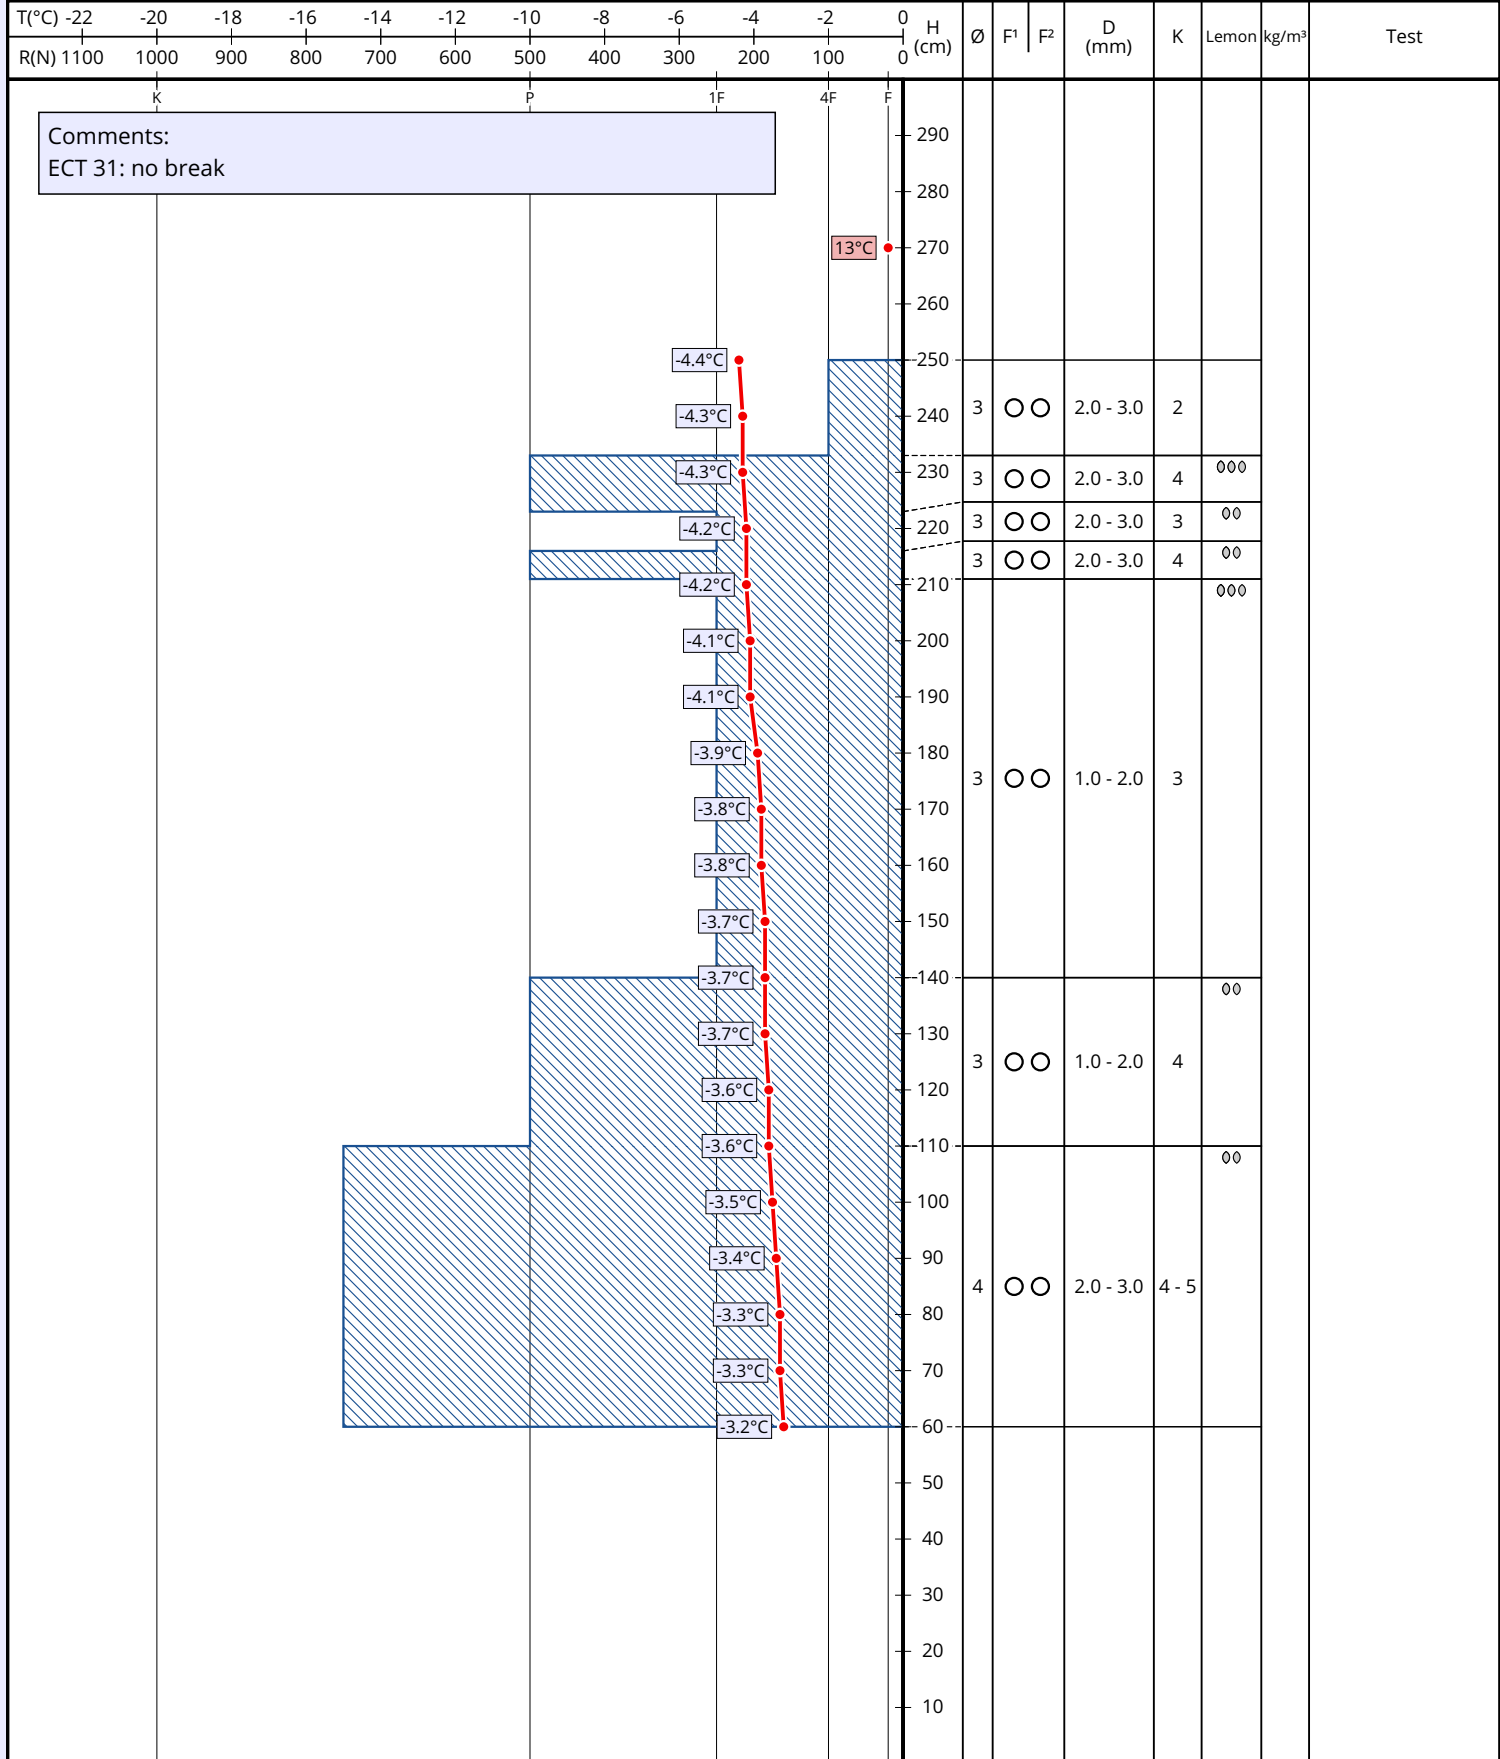 T(°C) -22 -20 -18 -16 -14 -12 -10 -8 -6 -4 -2 0
R(N) 1100 1000 900 800 700 600 500 400 300 200 100 0
H (cm) Ø F¹ F² D (mm) K Lemon kg/m³ Test
K P 1F 4F F
Comments:
ECT 31: no break
290
280
13°C 270
260
-4.4°C 250
3 2.0 - 3.0 2
-4.3°C 240
-4.3°C 230
3 2.0 - 3.0 4
3 2.0 - 3.0 3
-4.2°C 220
3 2.0 - 3.0 4
-4.2°C 210
-4.1°C 200
-4.1°C 190
-3.9°C 180
3 1.0 - 2.0 3
-3.8°C 170
-3.8°C 160
-3.7°C 150
-3.7°C 140
-3.7°C 130
3 1.0 - 2.0 4
-3.6°C 120
-3.6°C 110
-3.5°C 100
-3.4°C 90
4 2.0 - 3.0 4 - 5
-3.3°C 80
-3.3°C 70
-3.2°C 60
50
40
30
20
10